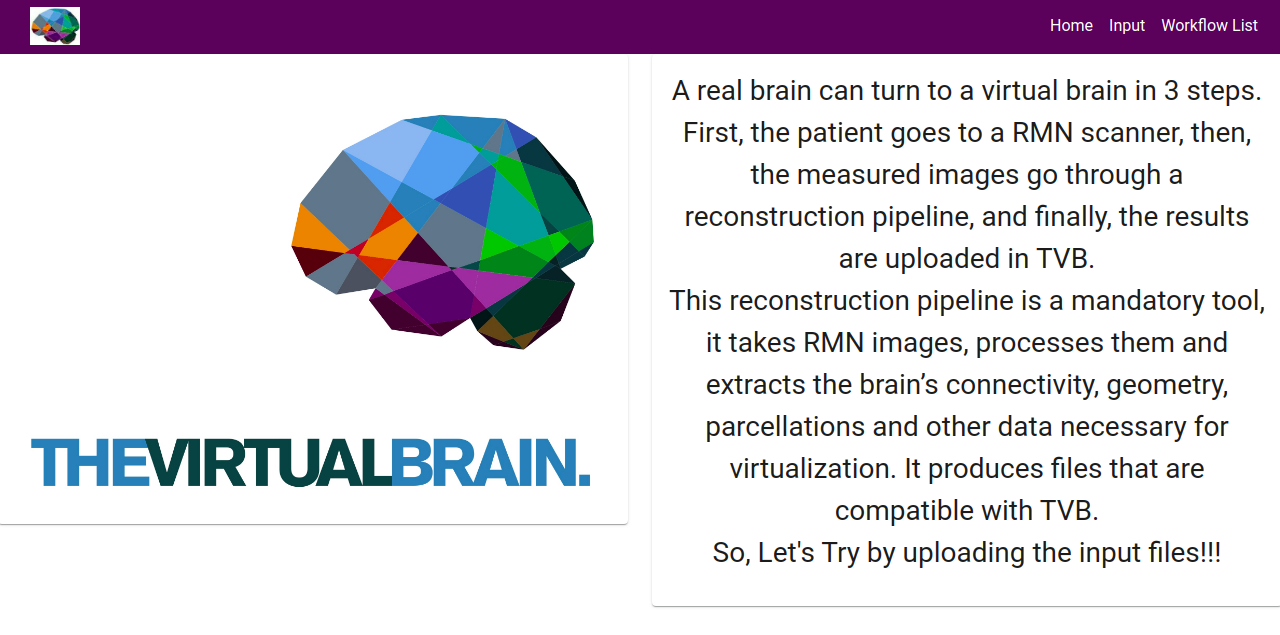 Home Input Workflow List
THEVIRTUALBRAIN.
A real brain can turn to a virtual brain in 3 steps.
First, the patient goes to a RMN scanner, then,
the measured images go through a
reconstruction pipeline, and finally, the results
are uploaded in TVB.
This reconstruction pipeline is a mandatory tool,
it takes RMN images, processes them and
extracts the brain’s connectivity, geometry,
parcellations and other data necessary for
virtualization. It produces files that are
compatible with TVB.
So, Let's Try by uploading the input files!!!